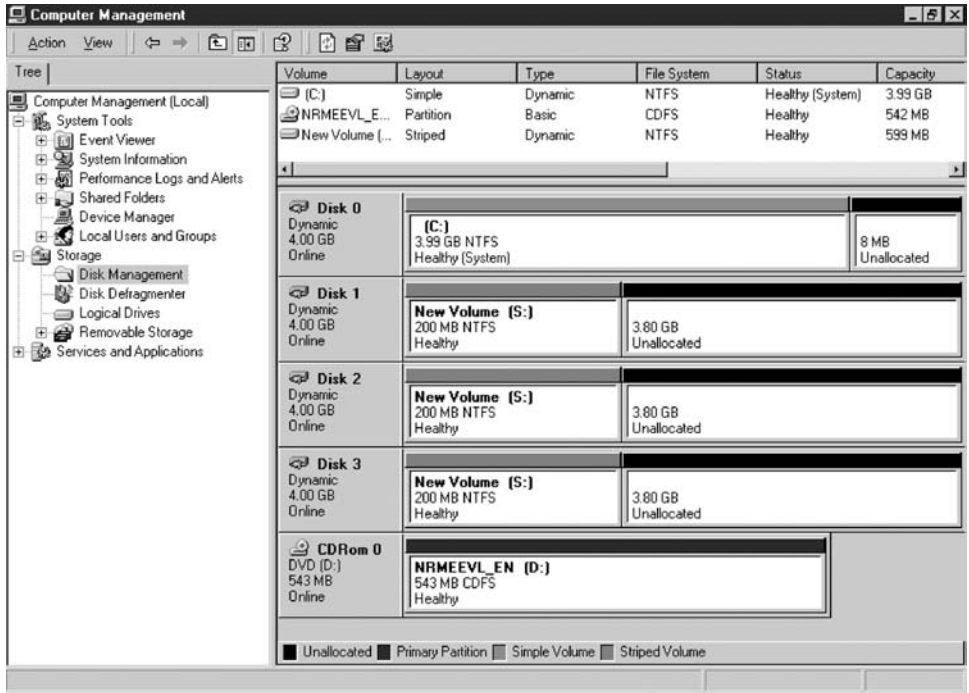 Computer Management
Action View
Tree
Computer Management (Local)
System Tools
Event Viewer
System Information
Performance Logs and Alerts
Shared Folders
Device Manager
Local Users and Groups
Storage
Disk Management
Disk Defragmenter
Logical Drives
Removable Storage
Services and Applications
Volume Layout Type File System Status Capacity
(C:) Simple Dynamic NTFS Healthy (System) 3.99 GB
NRMEEVL_E... Partition Basic CDFS Healthy 542 MB
New Volume (... Striped Dynamic NTFS Healthy 599 MB
Disk 0
Dynamic
4.00 GB
Online
(C:)
3.99 GB NTFS
Healthy (System)
8 MB
Unallocated
Disk 1
Dynamic
4.00 GB
Online
New Volume (S:)
200 MB NTFS
Healthy
3.80 GB
Unallocated
Disk 2
Dynamic
4.00 GB
Online
New Volume (S:)
200 MB NTFS
Healthy
3.80 GB
Unallocated
Disk 3
Dynamic
4.00 GB
Online
New Volume (S:)
200 MB NTFS
Healthy
3.80 GB
Unallocated
CDRom 0
DVD (D:)
543 MB
Online
NRMEEVL_EN (D:)
543 MB CDFS
Healthy
Unallocated Primary Partition Simple Volume Striped Volume